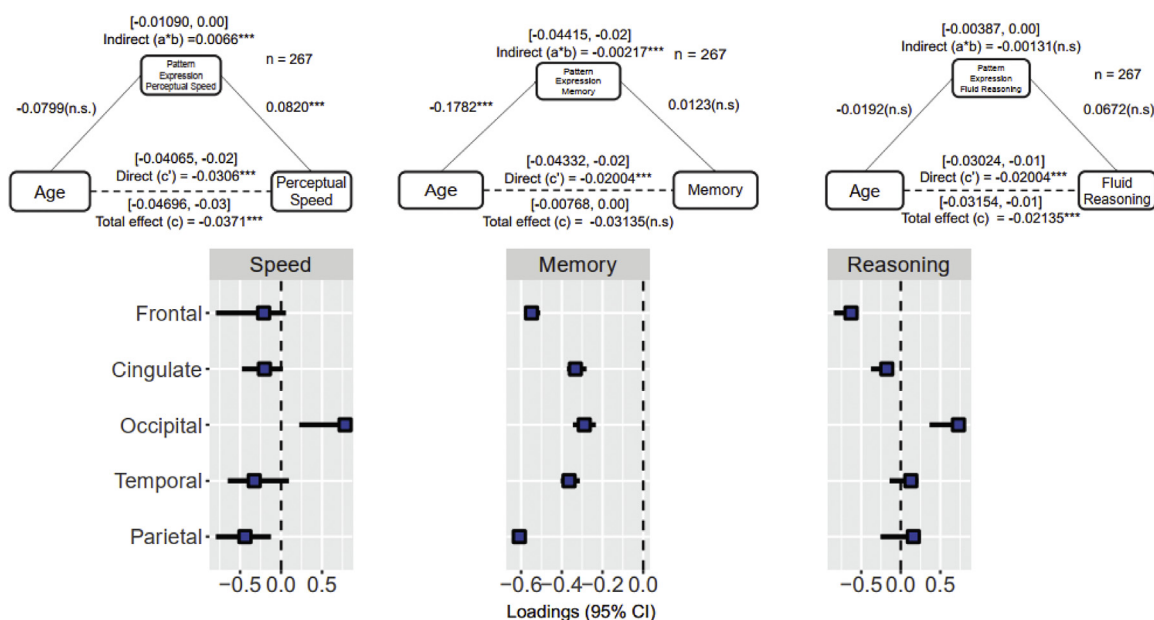 [-0.01090, 0.00]
Indirect (a*b) =0.0066***
Pattern
Expression
Perceptual Speed
n = 267
-0.0799(n.s.)
0.0820***
[-0.04065, -0.02]
Direct (c') = -0.0306***
Age
Perceptual
Speed
[-0.04696, -0.03]
Total effect (c) = -0.0371***
[-0.04415, -0.02]
Indirect (a*b) = -0.00217***
Pattern
Expression
Memory
n = 267
-0.1782***
0.0123(n.s)
[-0.04332, -0.02]
Direct (c') = -0.02004***
Age
Memory
[-0.00768, 0.00]
Total effect (c) = -0.03135(n.s)
[-0.00387, 0.00]
Indirect (a*b) = -0.00131(n.s)
Pattern
Expression
Fluid Reasoning
n = 267
-0.0192(n.s)
0.0672(n.s)
[-0.03024, -0.01]
Direct (c') = -0.02004***
Age
Fluid
Reasoning
[-0.03154, -0.01]
Total effect (c) = -0.02135***
Speed
Memory
Reasoning
Frontal
Cingulate
Occipital
Temporal
Parietal
−0.5 0.0 0.5
−0.6 −0.4 −0.2 0.0
−0.5 0.0 0.5
Loadings (95% CI)